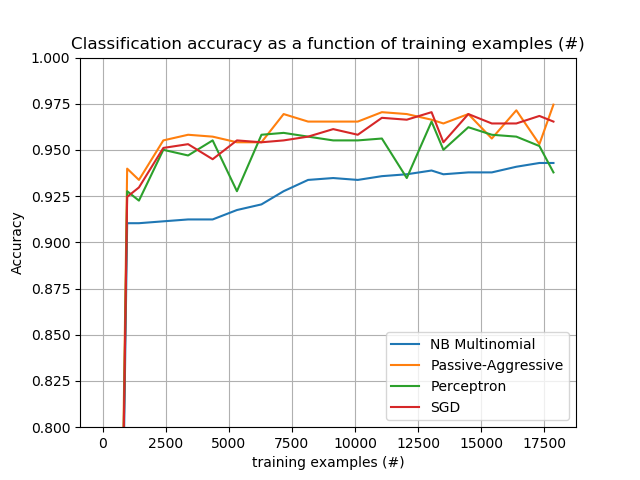 Classification accuracy as a function of training examples (#)
1.000
0.975
0.950
0.925
0.900
0.875
0.850
0.825
0.800
Accuracy
NB Multinomial
Passive-Aggressive
Perceptron
SGD
0 2500 5000 7500 10000 12500 15000 17500
training examples (#)